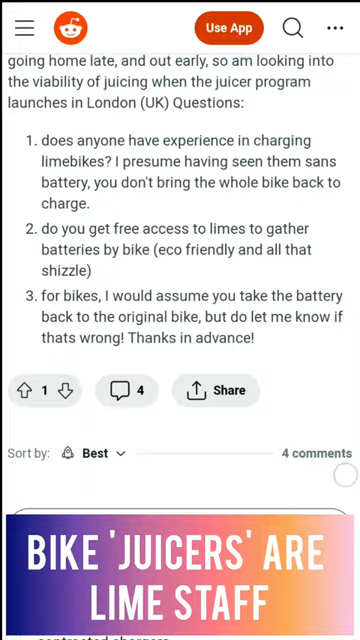 Use App
going home late, and out early, so am looking into
the viability of juicing when the juicer program
launches in London (UK) Questions:
1. does anyone have experience in charging
limebikes? I presume having seen them sans
battery, you don't bring the whole bike back to
charge.
2. do you get free access to limes to gather
batteries by bike (eco friendly and all that
shizzle)
3. for bikes, I would assume you take the battery
back to the original bike, but do let me know if
thats wrong! Thanks in advance!
1
4
Share
Sort by: Best
4 comments
BIKE 'JUICERS' ARE
LIME STAFF
contracted chargers